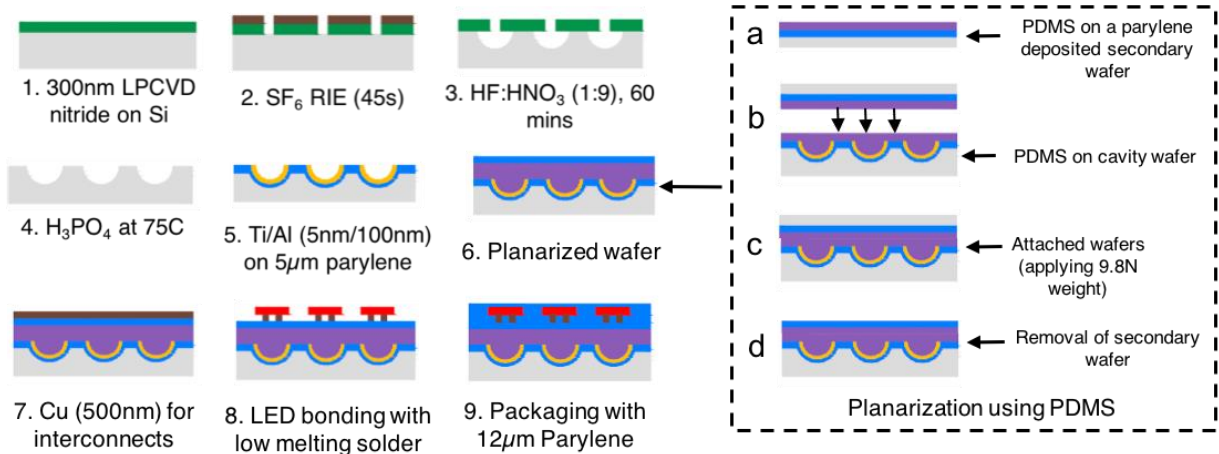 1. 300nm LPCVD
nitride on Si
2. SF₆ RIE (45s)
3. HF:HNO₃ (1:9), 60
mins
4. H₃PO₄ at 75C
5. Ti/Al (5nm/100nm)
on 5µm parylene
6. Planarized wafer
7. Cu (500nm) for
interconnects
8. LED bonding with
low melting solder
9. Packaging with
12µm Parylene
a
PDMS on a parylene
deposited secondary
wafer
b
PDMS on cavity wafer
c
Attached wafers
(applying 9.8N
weight)
d
Removal of secondary
wafer
Planarization using PDMS